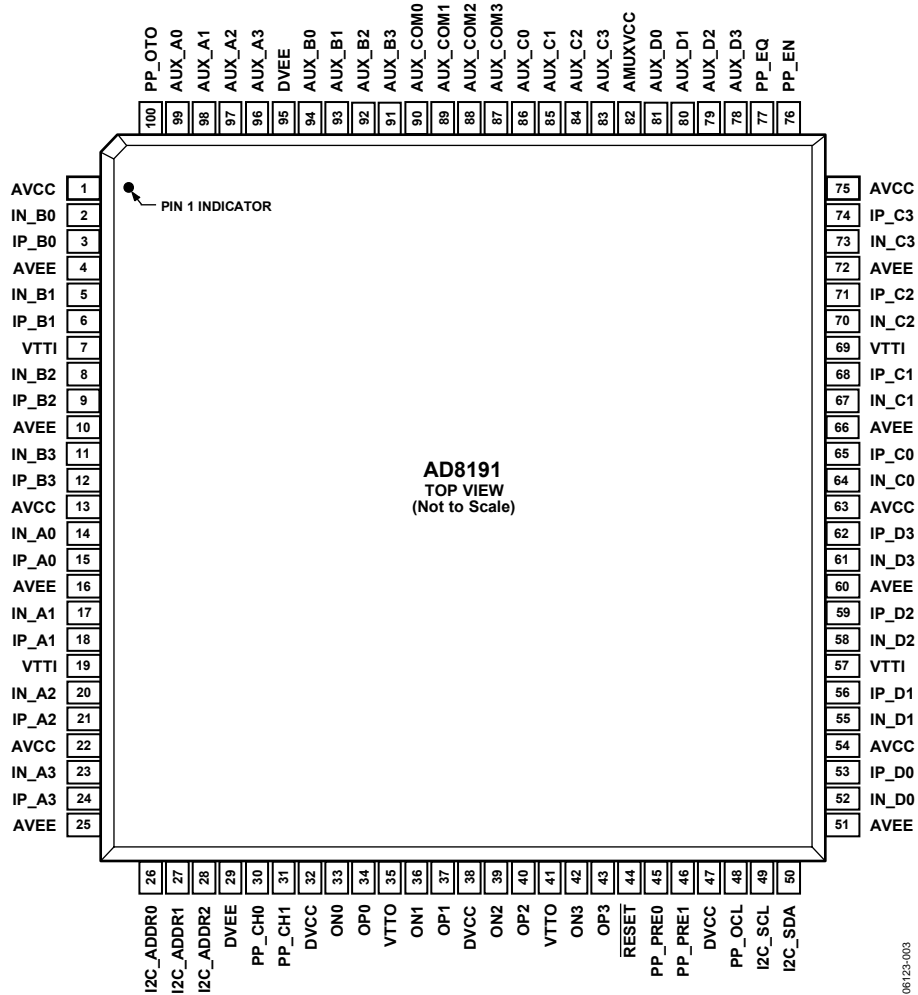 PP_OTO
AUX_A0
AUX_A1
AUX_A2
AUX_A3
DVEE
AUX_B0
AUX_B1
AUX_B2
AUX_B3
AUX_COM0
AUX_COM1
AUX_COM2
AUX_COM3
AUX_C0
AUX_C1
AUX_C2
AUX_C3
AMUXVCC
AUX_D0
AUX_D1
AUX_D2
AUX_D3
PP_EQ
PP_EN
100
99
98
97
96
95
94
93
92
91
90
89
88
87
86
85
84
83
82
81
80
79
78
77
76
AVCC 1
IN_B0 2
IP_B0 3
AVEE 4
IN_B1 5
IP_B1 6
VTTI 7
IN_B2 8
IP_B2 9
AVEE 10
IN_B3 11
IP_B3 12
AVCC 13
IN_A0 14
IP_A0 15
AVEE 16
IN_A1 17
IP_A1 18
VTTI 19
IN_A2 20
IP_A2 21
AVCC 22
IN_A3 23
IP_A3 24
AVEE 25
PIN 1 INDICATOR
AD8191
TOP VIEW
(Not to Scale)
75 AVCC
74 IP_C3
73 IN_C3
72 AVEE
71 IP_C2
70 IN_C2
69 VTTI
68 IP_C1
67 IN_C1
66 AVEE
65 IP_C0
64 IN_C0
63 AVCC
62 IP_D3
61 IN_D3
60 AVEE
59 IP_D2
58 IN_D2
57 VTTI
56 IP_D1
55 IN_D1
54 AVCC
53 IP_D0
52 IN_D0
51 AVEE
26
27
28
29
30
31
32
33
34
35
36
37
38
39
40
41
42
43
44
45
46
47
48
49
50
I2C_ADDR0
I2C_ADDR1
I2C_ADDR2
DVEE
PP_CH0
PP_CH1
DVCC
ON0
OP0
VTTO
ON1
OP1
DVCC
ON2
OP2
VTTO
ON3
OP3
RESET
PP_PRE0
PP_PRE1
DVCC
PP_OCL
I2C_SCL
I2C_SDA
06123-003